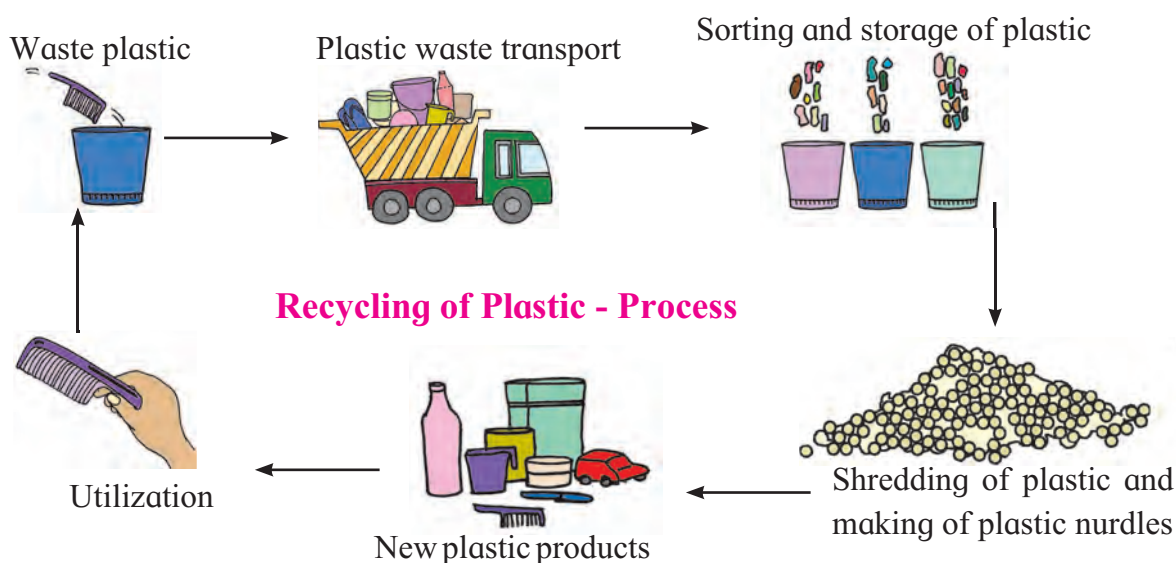 Waste plastic
Plastic waste transport
Sorting and storage of plastic
Recycling of Plastic - Process
Shredding of plastic and
making of plastic nurdles
New plastic products
Utilization